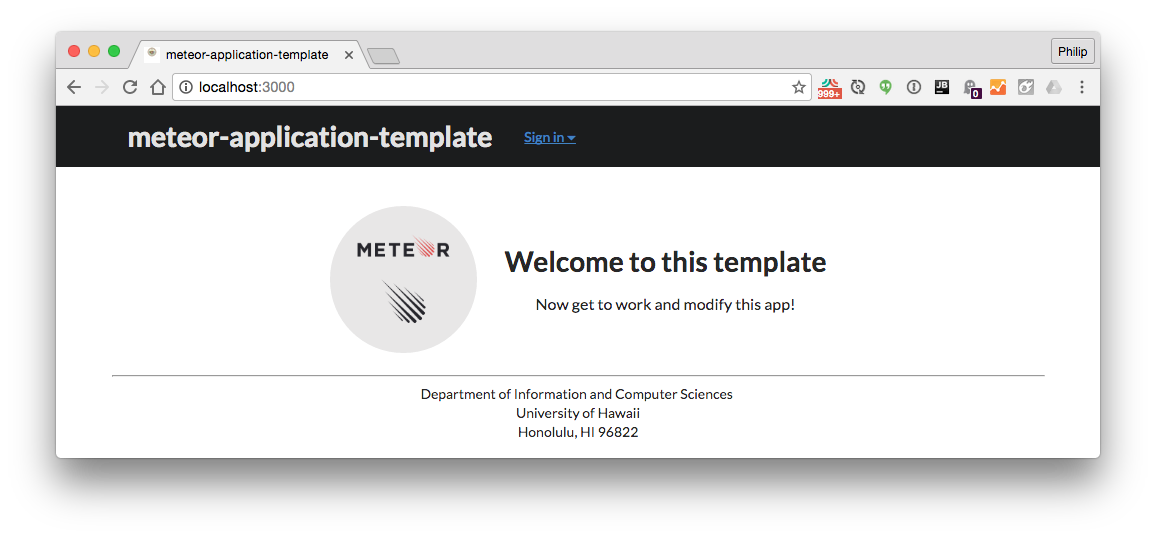 meteor-application-template
Philip
localhost:3000
999+
JB
0
meteor-application-template
Sign in
METEOR
Welcome to this template
Now get to work and modify this app!
Department of Information and Computer Sciences
University of Hawaii
Honolulu, HI 96822